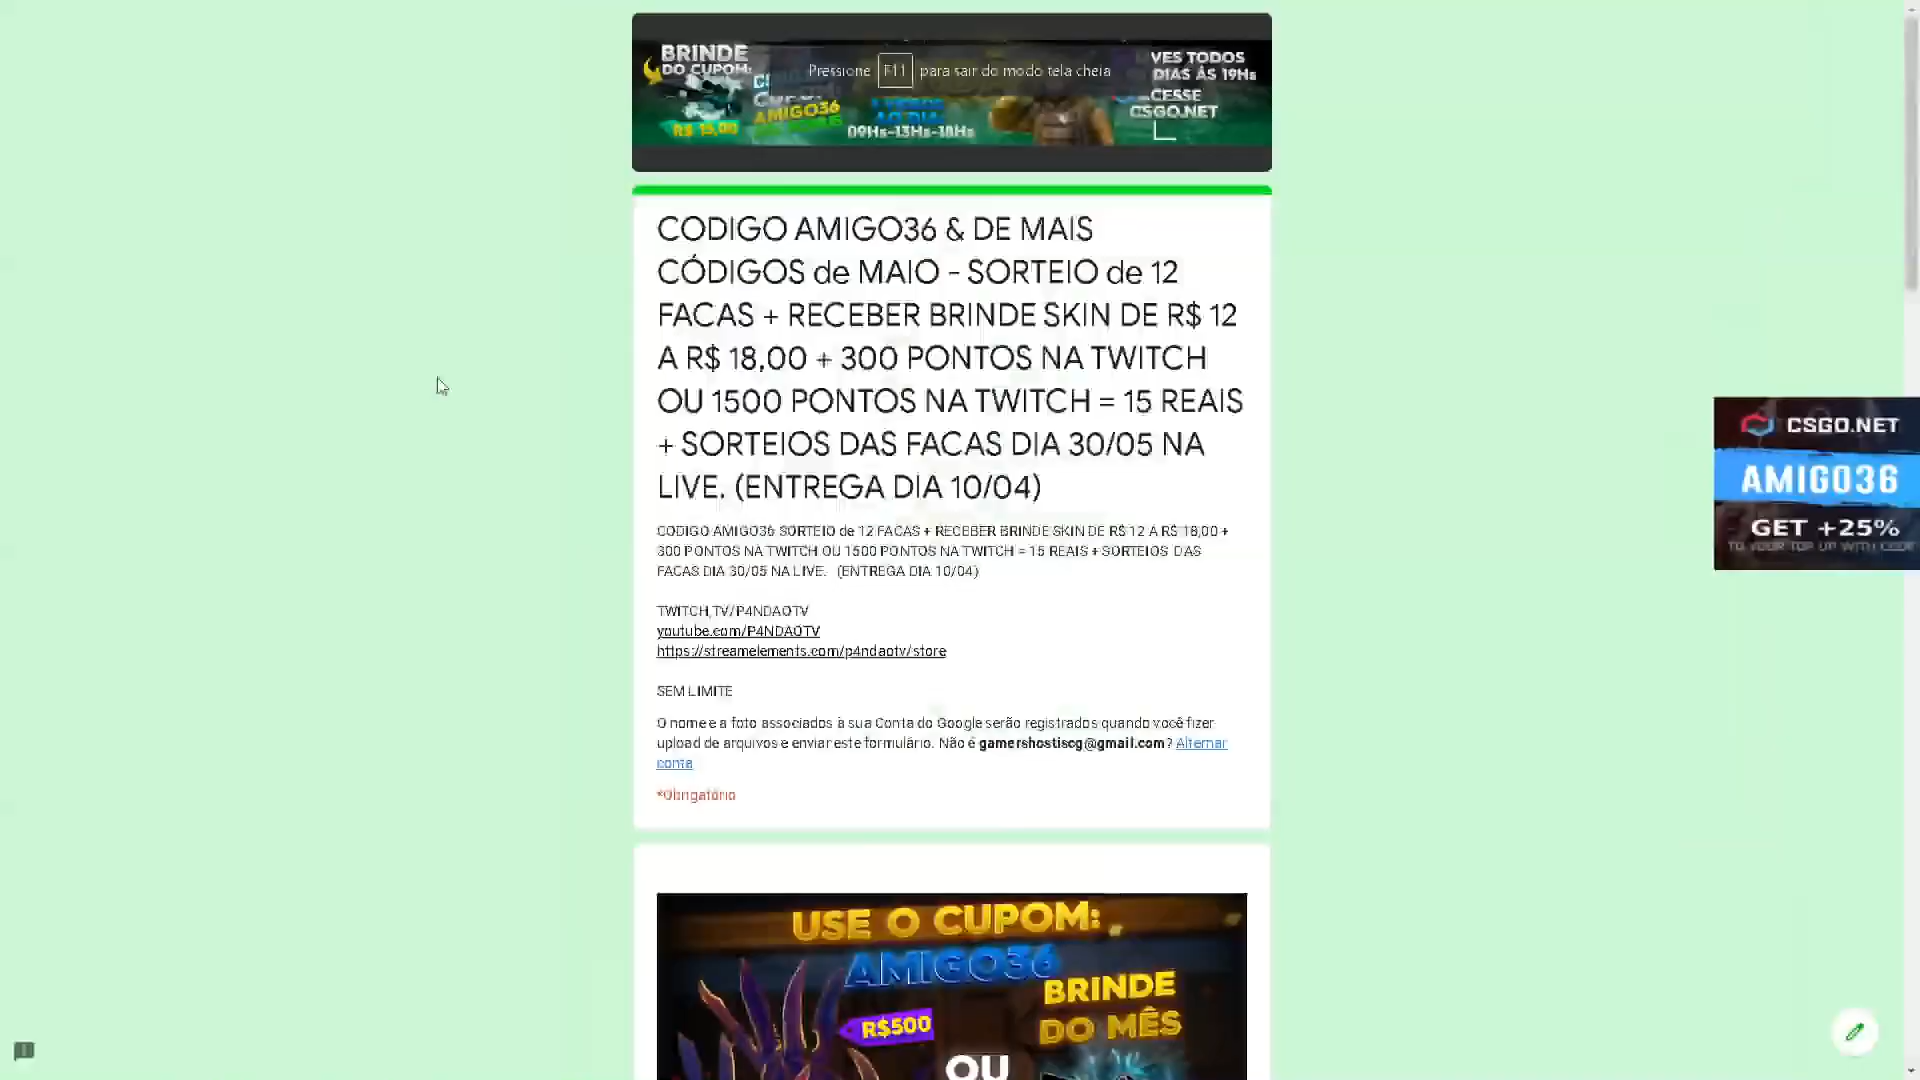 BRINDE
DO CUPOM:
R$ 15,00
AMIGO36
09Hs-13Hs-18Hs
Pressione F11 para sair do modo tela cheia
VES TODOS
DIAS ÁS 19Hs
CESSE
CSGO.NET
CODIGO AMIGO36 & DE MAIS
CÓDIGOS de MAIO - SORTEIO de 12
FACAS + RECEBER BRINDE SKIN DE R$ 12
A R$ 18,00 + 300 PONTOS NA TWITCH
OU 1500 PONTOS NA TWITCH = 15 REAIS
+ SORTEIOS DAS FACAS DIA 30/05 NA
LIVE. (ENTREGA DIA 10/04)
CODIGO AMIGO36 SORTEIO de 12 FACAS + RECEBER BRINDE SKIN DE R$ 12 A R$ 18,00 +
300 PONTOS NA TWITCH OU 1500 PONTOS NA TWITCH = 15 REAIS + SORTEIOS DAS
FACAS DIA 30/05 NA LIVE. (ENTREGA DIA 10/04)
TWITCH.TV/P4NDAOTV
youtube.com/P4NDAOTV
https://streamelements.com/p4ndaotv/store
SEM LIMITE
O nome e a foto associados à sua Conta do Google serão registrados quando você fizer
upload de arquivos e enviar este formulário. Não é gamershostiscg@gmail.com? Alternar
conta
*Obrigatório
CSGO.NET
AMIGO36
GET +25%
TO YOUR TOP UP WITH CODE
USE O CUPOM:
AMIGO36
BRINDE
DO MÊS
R$500
OU